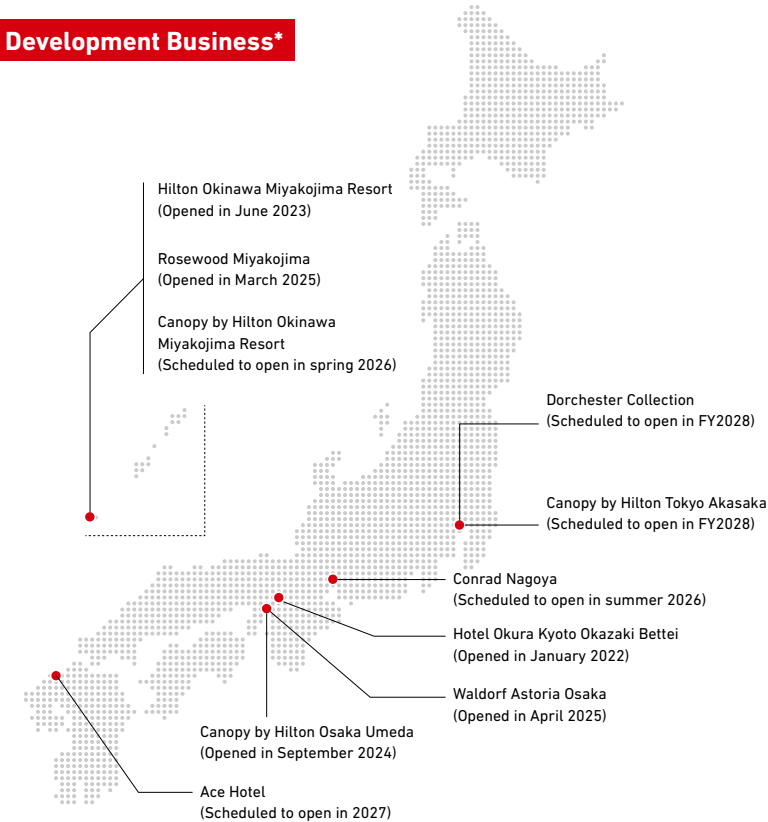 Development Business*
Hilton Okinawa Miyakojima Resort
(Opened in June 2023)
Rosewood Miyakojima
(Opened in March 2025)
Canopy by Hilton Okinawa
Miyakojima Resort
(Scheduled to open in spring 2026)
Dorchester Collection
(Scheduled to open in FY2028)
Canopy by Hilton Tokyo Akasaka
(Scheduled to open in FY2028)
Conrad Nagoya
(Scheduled to open in summer 2026)
Hotel Okura Kyoto Okazaki Bettei
(Opened in January 2022)
Waldorf Astoria Osaka
(Opened in April 2025)
Canopy by Hilton Osaka Umeda
(Opened in September 2024)
Ace Hotel
(Scheduled to open in 2027)